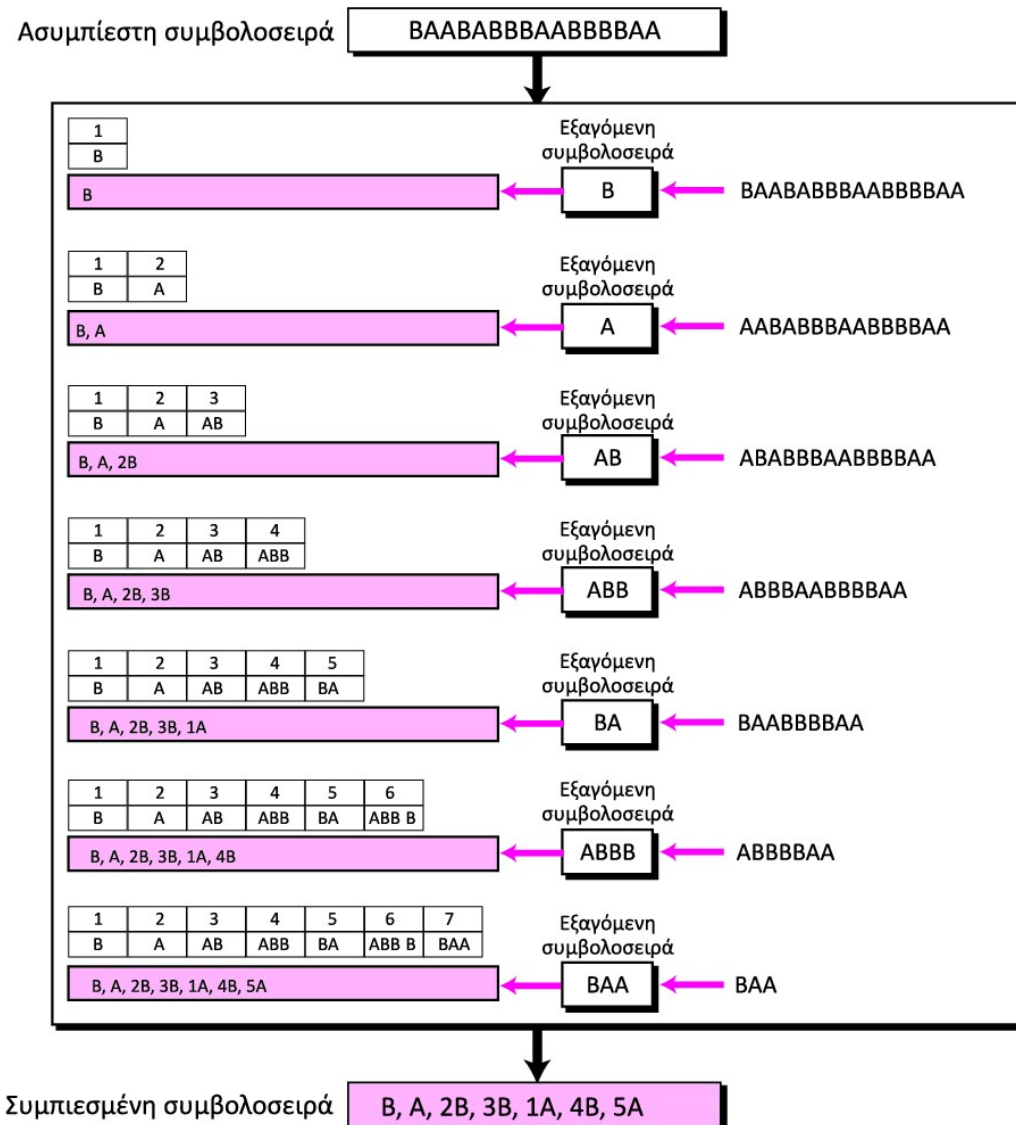 Ασυμπίεστη συμβολοσειρά BAABABBBAABBBBAA
1
B
Εξαγόμενη
συμβολοσειρά
B
B
BAABABBBAABBBBAA
1 2
B A
Εξαγόμενη
συμβολοσειρά
B, A
A
AABABBBAABBBBAA
1 2 3
B A AB
Εξαγόμενη
συμβολοσειρά
B, A, 2B
AB
ABABBBAABBBBAA
1 2 3 4
B A AB ABB
Εξαγόμενη
συμβολοσειρά
B, A, 2B, 3B
ABB
ABBBAABBBBAA
1 2 3 4 5
B A AB ABB BA
Εξαγόμενη
συμβολοσειρά
B, A, 2B, 3B, 1A
BA
BAABBBBAA
1 2 3 4 5 6
B A AB ABB BA ABB B
Εξαγόμενη
συμβολοσειρά
B, A, 2B, 3B, 1A, 4B
ABBB
ABBBBAA
1 2 3 4 5 6 7
B A AB ABB BA ABB B BAA
Εξαγόμενη
συμβολοσειρά
B, A, 2B, 3B, 1A, 4B, 5A
BAA
BAA
Συμπιεσμένη συμβολοσειρά B, A, 2B, 3B, 1A, 4B, 5A